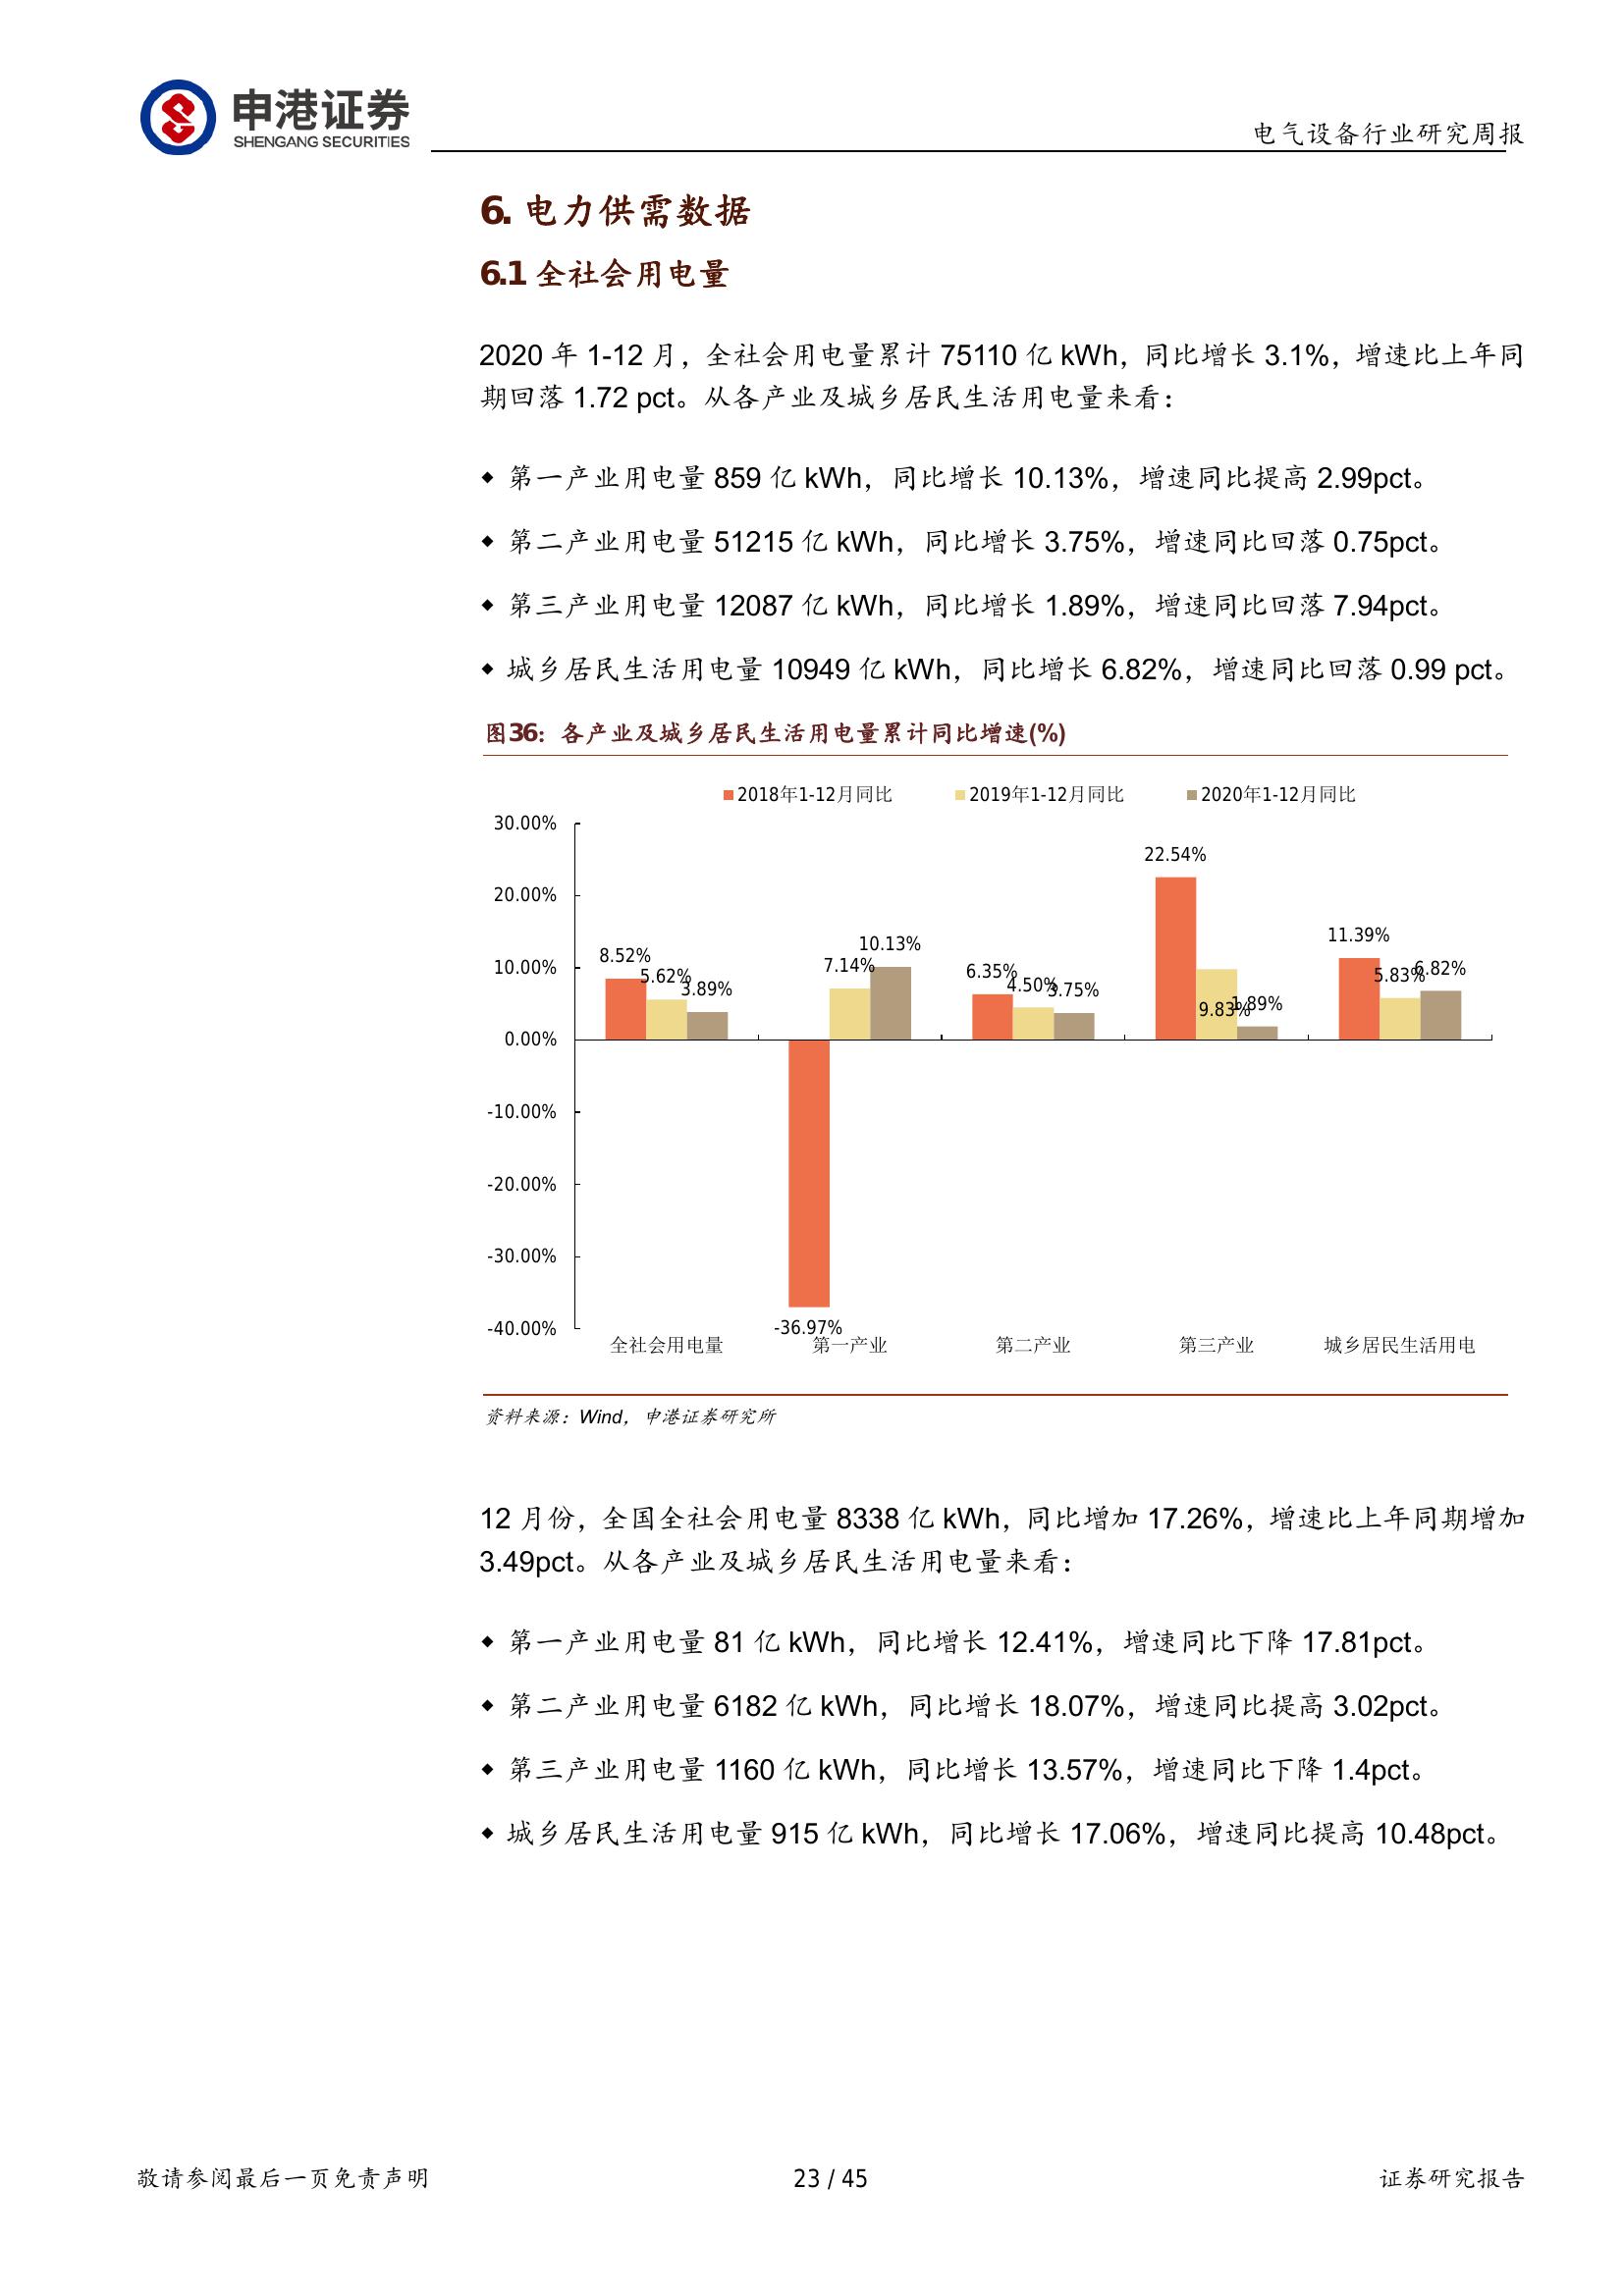 申港证券
SHENGANG SECURITIES
电气设备行业研究周报
6. 电力供需数据
6.1 全社会用电量
2020 年 1-12 月，全社会用电量累计 75110 亿 kWh，同比增长 3.1%，增速比上年同
期回落 1.72 pct。从各产业及城乡居民生活用电量来看：
◆ 第一产业用电量 859 亿 kWh，同比增长 10.13%，增速同比提高 2.99pct。
◆ 第二产业用电量 51215 亿 kWh，同比增长 3.75%，增速同比回落 0.75pct。
◆ 第三产业用电量 12087 亿 kWh，同比增长 1.89%，增速同比回落 7.94pct。
◆ 城乡居民生活用电量 10949 亿 kWh，同比增长 6.82%，增速同比回落 0.99 pct。
图36：各产业及城乡居民生活用电量累计同比增速(%)
2018年1-12月同比 2019年1-12月同比 2020年1-12月同比
30.00%
20.00%
10.00%
0.00%
-10.00%
-20.00%
-30.00%
-40.00%
8.52% 5.62% 3.89%
-36.97% 7.14% 10.13%
6.35% 4.50% 3.75%
22.54% 9.83% 1.89%
11.39% 5.83% 6.82%
全社会用电量 第一产业 第二产业 第三产业 城乡居民生活用电
资料来源：Wind，申港证券研究所
12 月份，全国全社会用电量 8338 亿 kWh，同比增加 17.26%，增速比上年同期增加
3.49pct。从各产业及城乡居民生活用电量来看：
◆ 第一产业用电量 81 亿 kWh，同比增长 12.41%，增速同比下降 17.81pct。
◆ 第二产业用电量 6182 亿 kWh，同比增长 18.07%，增速同比提高 3.02pct。
◆ 第三产业用电量 1160 亿 kWh，同比增长 13.57%，增速同比下降 1.4pct。
◆ 城乡居民生活用电量 915 亿 kWh，同比增长 17.06%，增速同比提高 10.48pct。
敬请参阅最后一页免责声明 23 / 45 证券研究报告